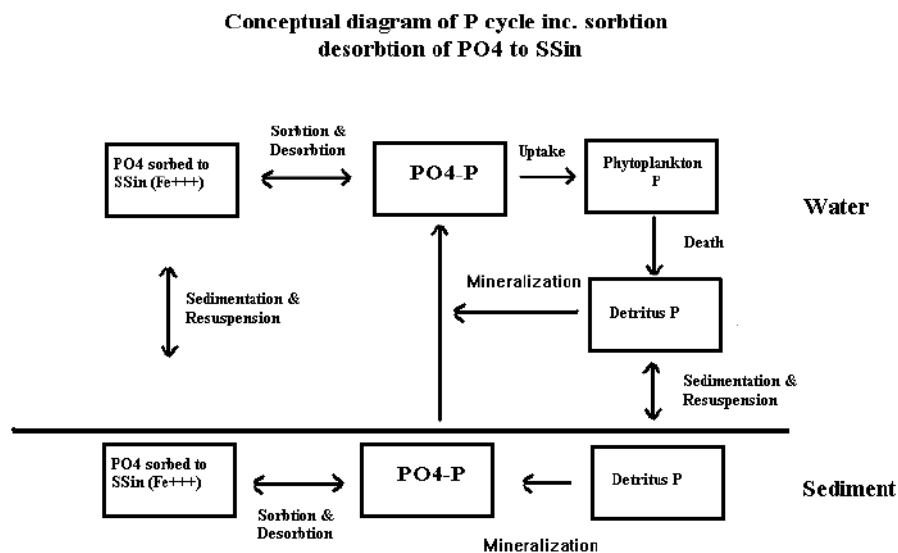 Conceptual diagram of P cycle inc. sorbtion
desorbtion of PO4 to SSin
PO4 sorbed to
SSin (Fe+++)
Sorbtion &
Desorbtion
PO4-P
Uptake
Phytoplankton
P
Water
Death
Mineralization
Detritus P
Sedimentation &
Resuspension
Sedimentation &
Resuspension
PO4 sorbed to
SSin (Fe+++)
Sorbtion &
Desorbtion
PO4-P
Mineralization
Detritus P
Sediment